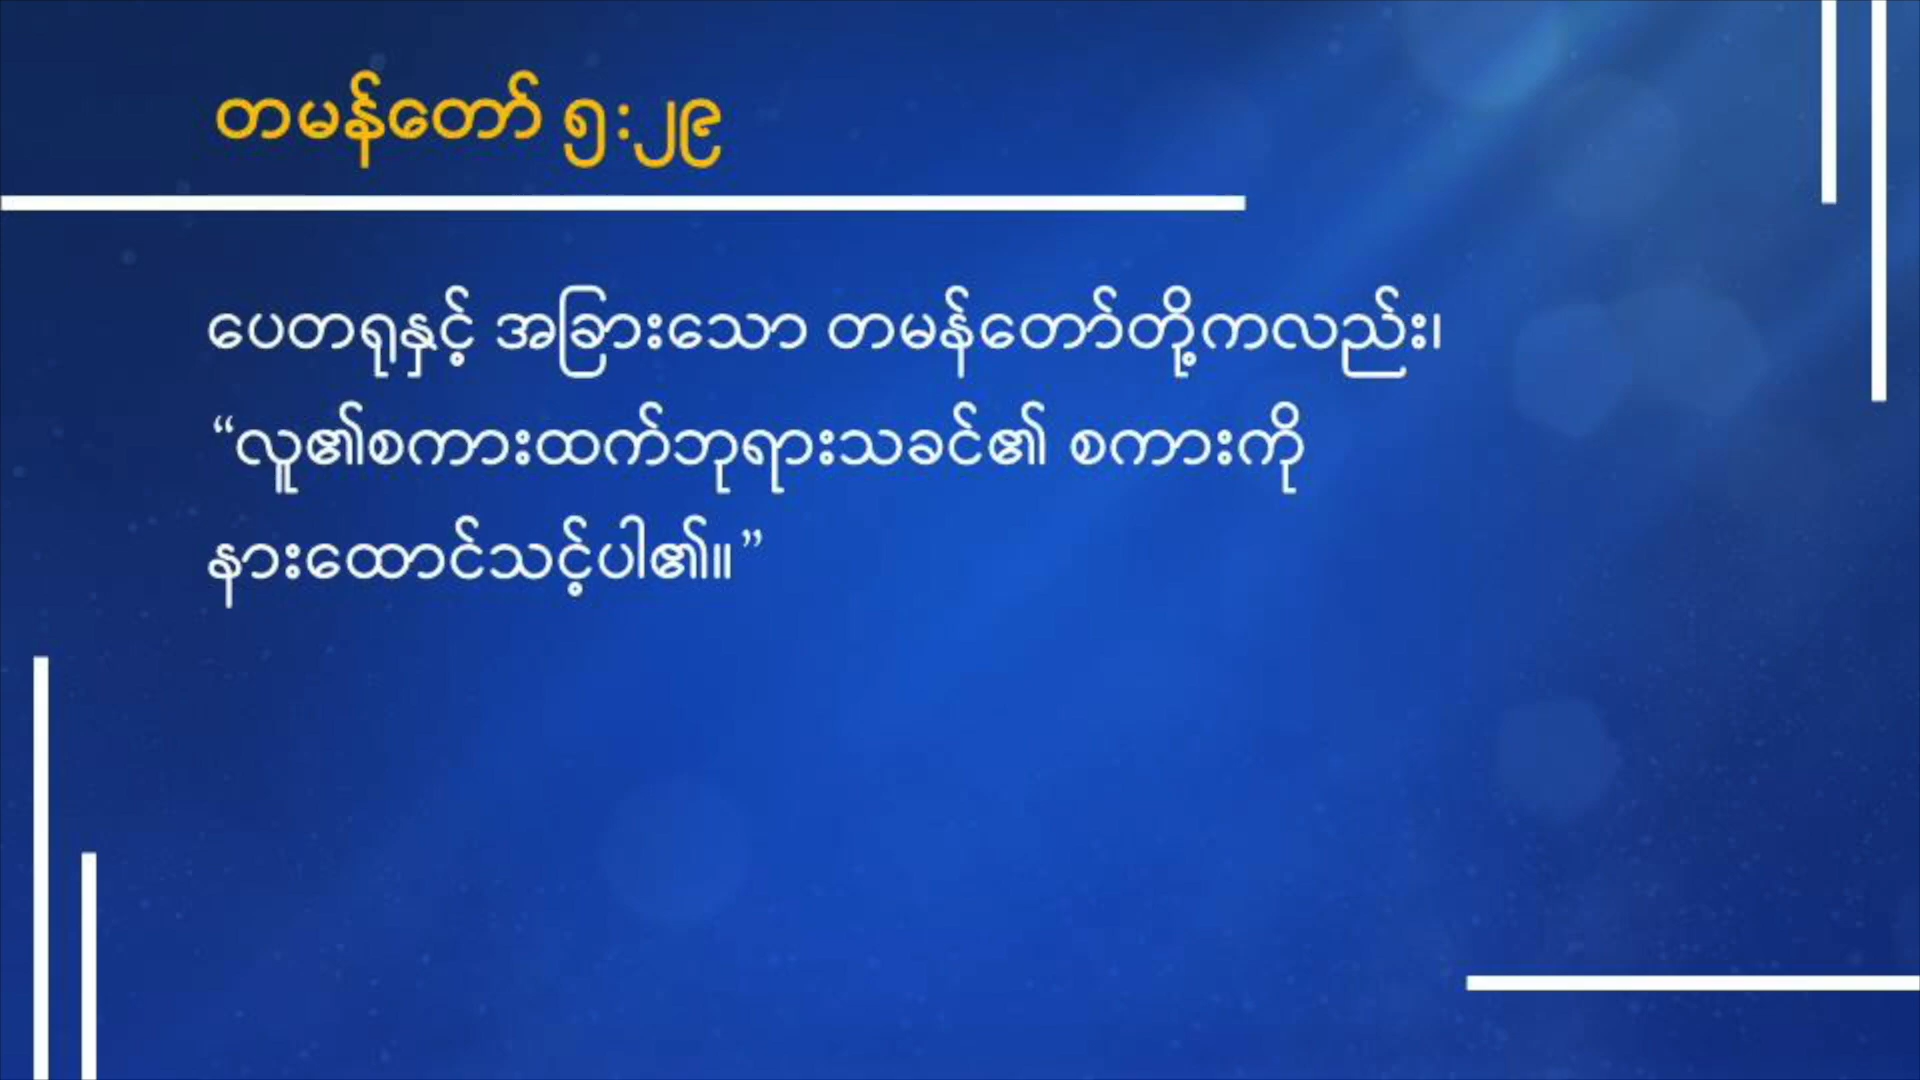 တမန်တော် ၅:၂၉
ပေတရုနှင့် အခြားသော တမန်တော်တို့ကလည်း၊
“လူ၏စကားထက်ဘုရားသခင်၏ စကားကို
နားထောင်သင့်ပါ၏။”